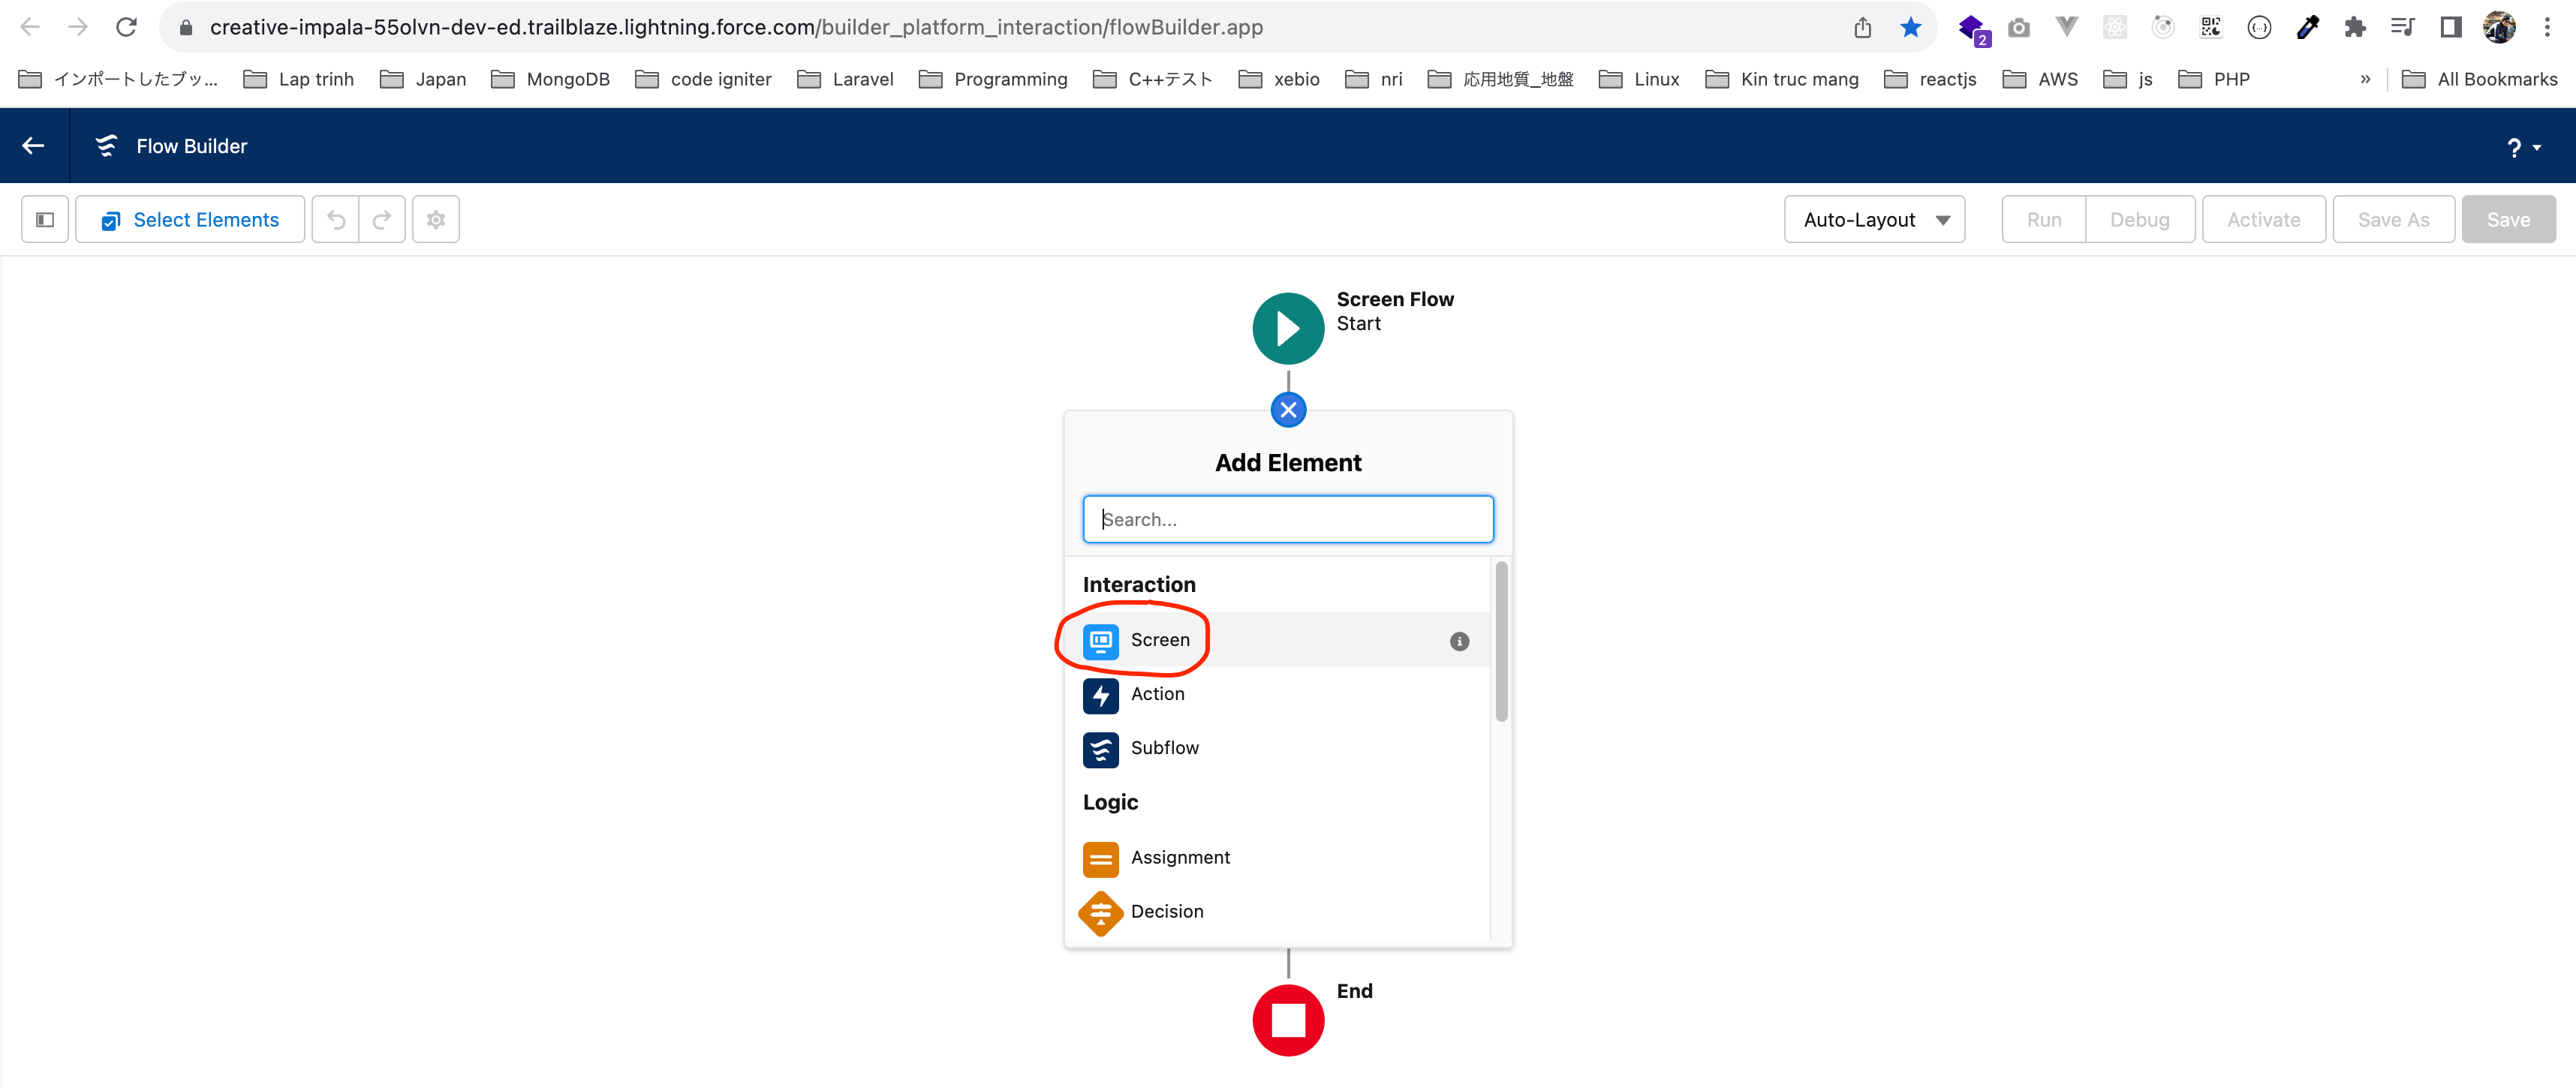 creative-impala-55olvn-dev-ed.trailblaze.lightning.force.com/builder_platform_interaction/flowBuilder.app
2
インポートしたブッ... Lap trinh Japan MongoDB code igniter Laravel Programming C++テスト xebio nri 応用地質_地盤 Linux Kin truc mang reactjs AWS js PHP » All Bookmarks
Flow Builder ?
Select Elements Auto-Layout Run Debug Activate Save As Save
Screen Flow
Start
Add Element
Search...
Interaction
Screen
Action
Subflow
Logic
Assignment
Decision
End